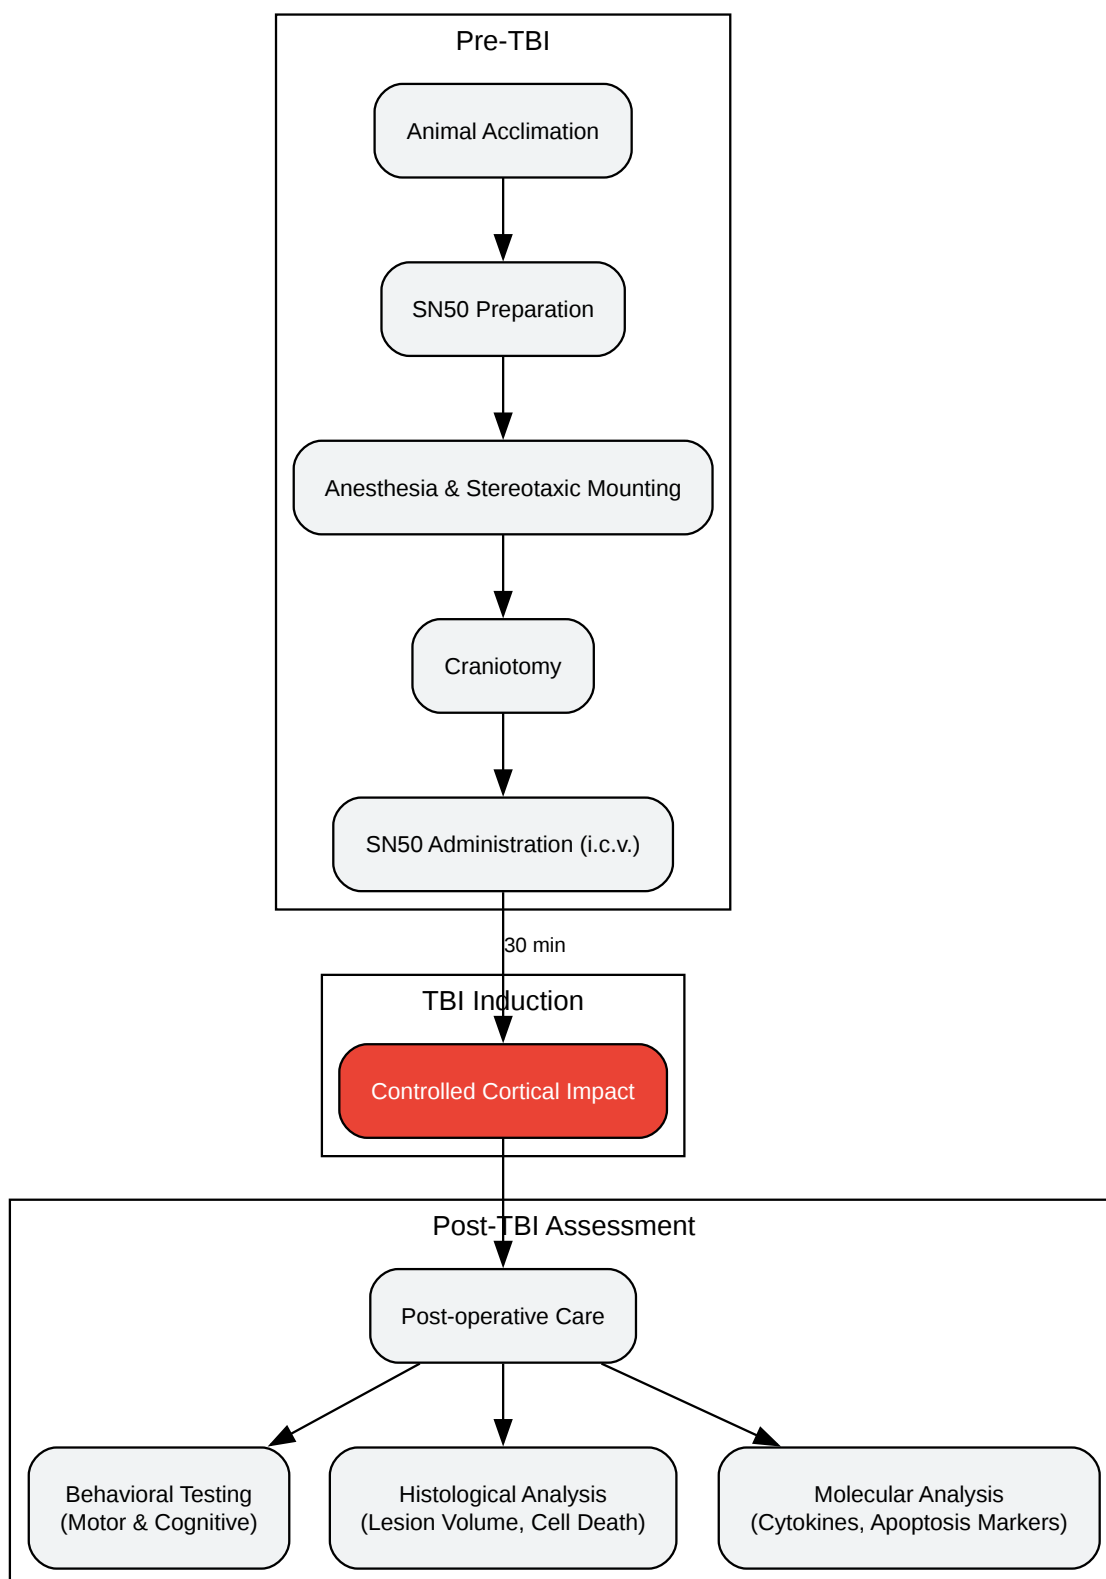 Pre-TBI
Animal Acclimation
SN50 Preparation
Anesthesia & Stereotaxic Mounting
Craniotomy
SN50 Administration (i.c.v.)
30 min
TBI Induction
Controlled Cortical Impact
Post-TBI Assessment
Post-operative Care
Behavioral Testing
(Motor & Cognitive)
Histological Analysis
(Lesion Volume, Cell Death)
Molecular Analysis
(Cytokines, Apoptosis Markers)